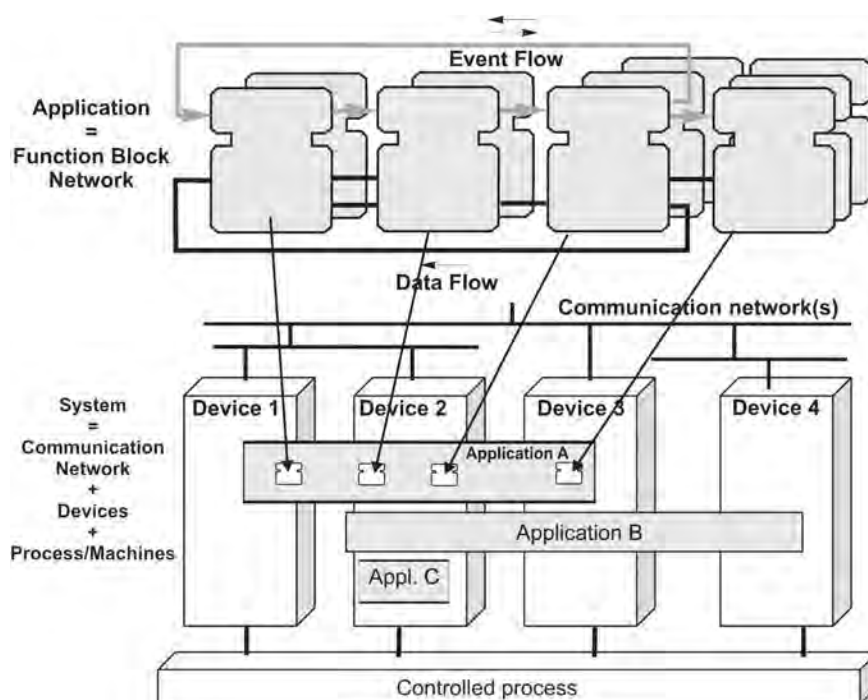 Event Flow
Application
=
Function Block
Network
Data Flow
Communication network(s)
System
=
Communication
Network
+
Devices
+
Process/Machines
Device 1
Device 2
Device 3
Device 4
Application A
Application B
Appl. C
Controlled process